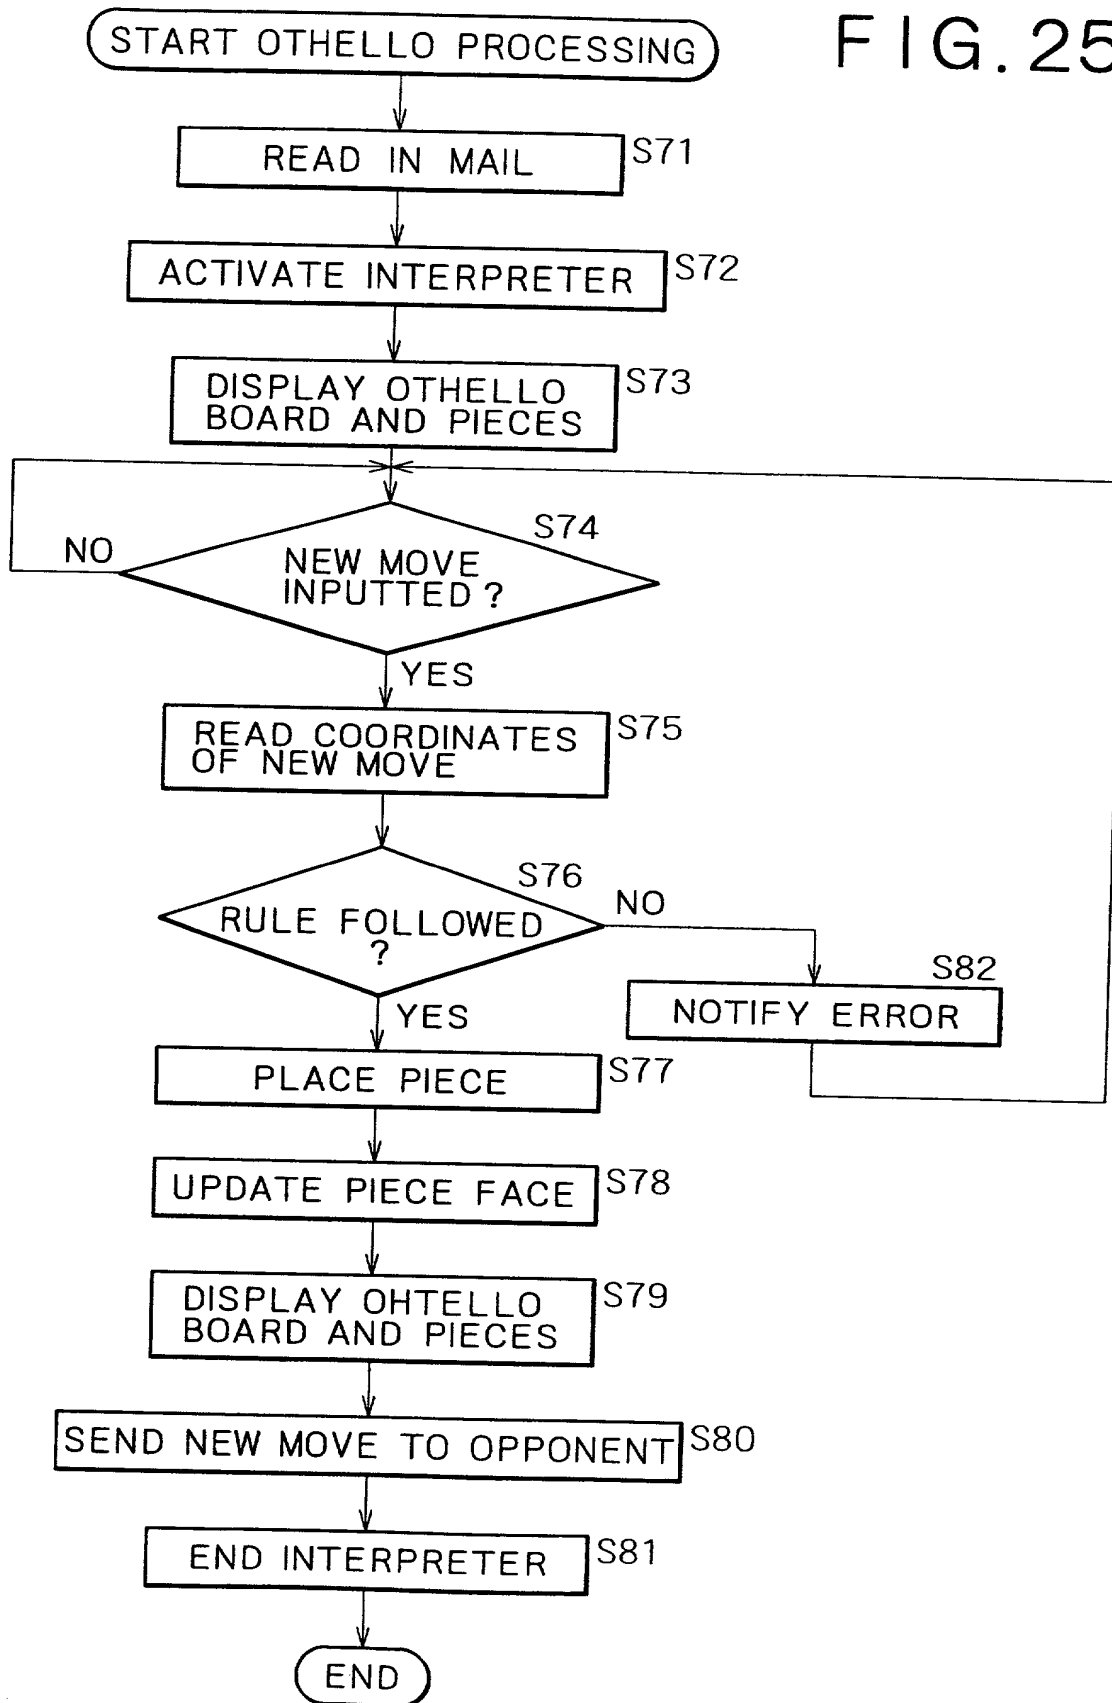 START OTHELLO PROCESSING
FIG. 25
READ IN MAIL
S71
ACTIVATE INTERPRETER
S72
DISPLAY OTHELLO
BOARD AND PIECES
S73
S74
NO
NEW MOVE
INPUTTED ?
YES
READ COORDINATES
OF NEW MOVE
S75
S76
RULE FOLLOWED
?
NO
S82
NOTIFY ERROR
YES
PLACE PIECE
S77
UPDATE PIECE FACE
S78
DISPLAY OHTELLO
BOARD AND PIECES
S79
SEND NEW MOVE TO OPPONENT
S80
END INTERPRETER
S81
END